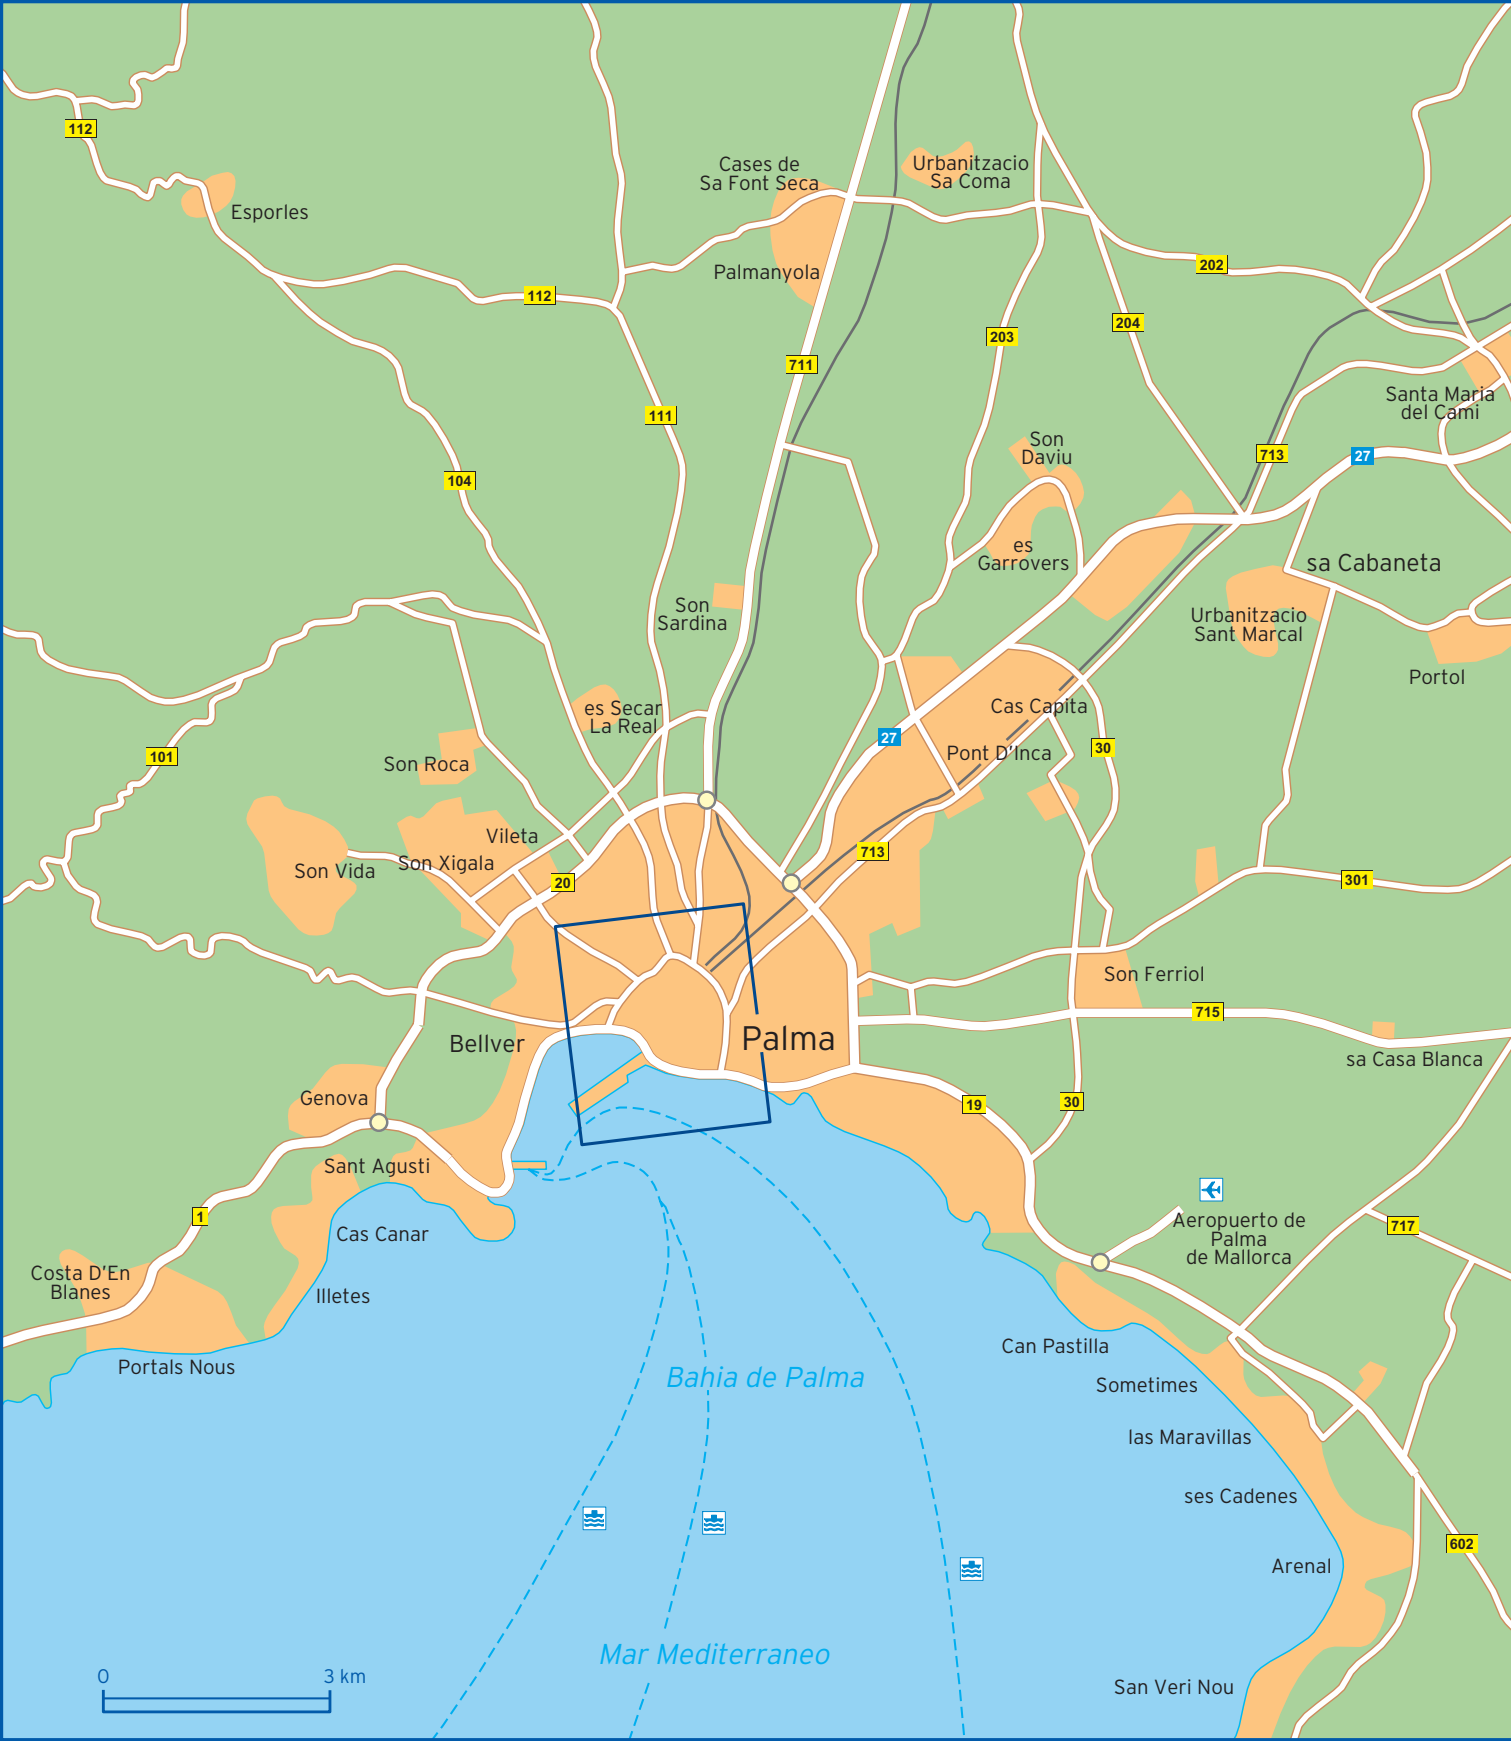 112
Cases de
Sa Font Seca
Urbanitzacio
Sa Coma
Esporles
Palmanyola
202
112
203
204
711
111
Santa Maria
del Cami
Son
Daviu
713
27
104
es
Garrovers
sa Cabaneta
Son
Sardina
Urbanitzacio
Sant Marcal
Portol
es Secar
La Real
Cas Capita
27
30
101
Son Roca
Pont D'Inca
Vileta
713
Son Vida
Son Xigala
20
301
Son Ferriol
715
Bellver
Palma
sa Casa Blanca
Genova
19
30
Sant Agusti
1
Cas Canar
Aeropuerto de
Palma
de Mallorca
717
Costa D'En
Blanes
Illetes
Portals Nous
Can Pastilla
Bahia de Palma
Sometimes
las Maravillas
ses Cadenes
602
Arenal
Mar Mediterraneo
0
3 km
San Veri Nou